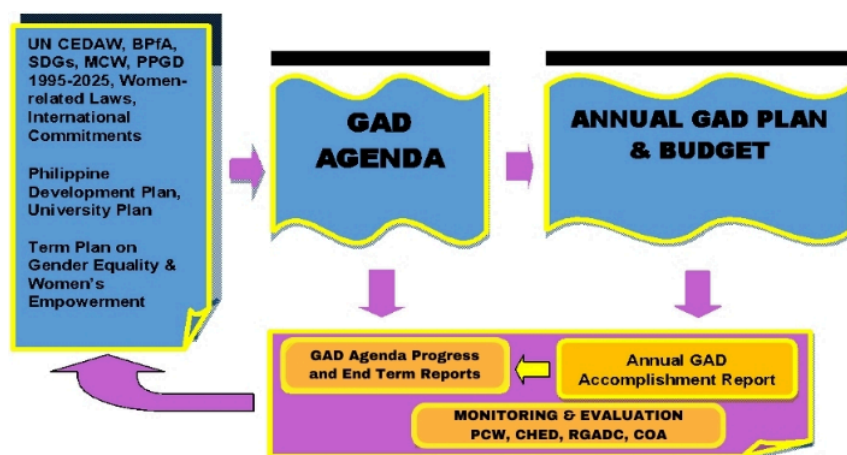 UN CEDAW, BPfA,
SDGs, MCW, PPGD
1995-2025, Women-
related Laws,
International
Commitments
Philippine
Development Plan,
University Plan
Term Plan on
Gender Equality &
Women's
Empowerment
GAD
AGENDA
ANNUAL GAD PLAN
& BUDGET
GAD Agenda Progress
and End Term Reports
Annual GAD
Accomplishment Report
MONITORING & EVALUATION
PCW, CHED, RGADC, COA